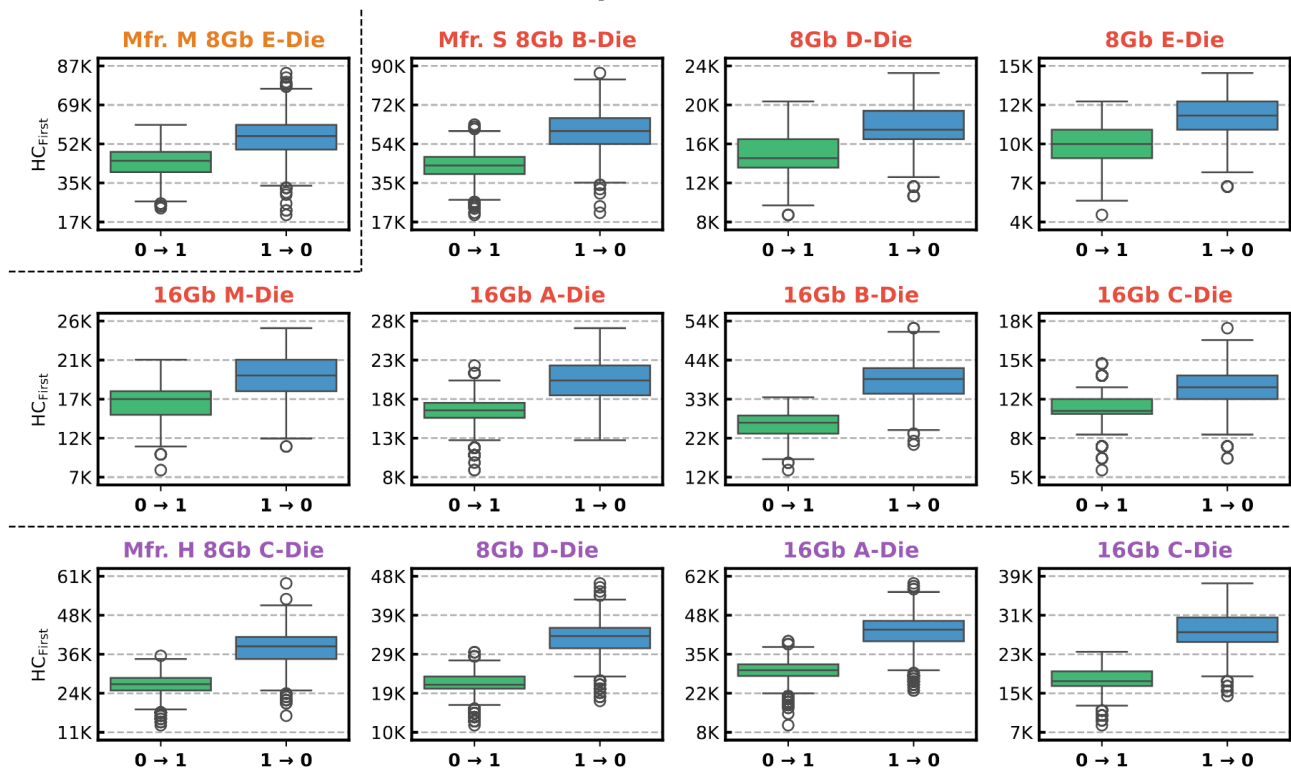 Mfr. M 8Gb E-Die
HC_First
87K
69K
52K
35K
17K
0 → 1
1 → 0
Mfr. S 8Gb B-Die
90K
72K
54K
35K
17K
0 → 1
1 → 0
8Gb D-Die
24K
20K
16K
12K
8K
0 → 1
1 → 0
8Gb E-Die
15K
12K
10K
7K
4K
0 → 1
1 → 0
16Gb M-Die
26K
21K
17K
12K
7K
0 → 1
1 → 0
16Gb A-Die
28K
23K
18K
13K
8K
0 → 1
1 → 0
16Gb B-Die
54K
44K
33K
22K
12K
0 → 1
1 → 0
16Gb C-Die
18K
15K
12K
8K
5K
0 → 1
1 → 0
Mfr. H 8Gb C-Die
HC_First
61K
48K
36K
24K
11K
0 → 1
1 → 0
8Gb D-Die
48K
39K
29K
19K
10K
0 → 1
1 → 0
16Gb A-Die
62K
48K
36K
22K
8K
0 → 1
1 → 0
16Gb C-Die
39K
31K
23K
15K
7K
0 → 1
1 → 0